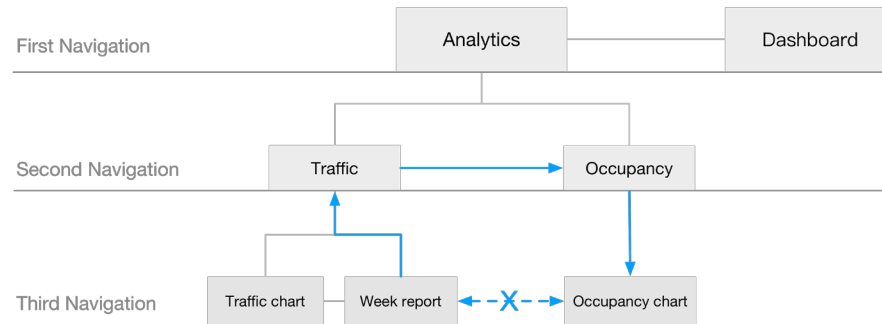 First Navigation
Analytics
Dashboard
Second Navigation
Traffic
Occupancy
Third Navigation
Traffic chart
Week report
X
Occupancy chart